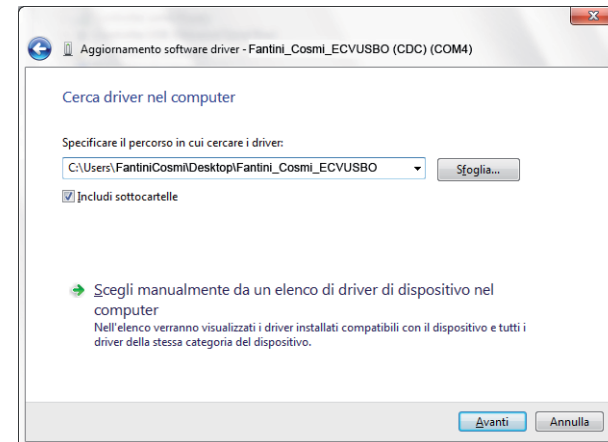 Aggiornamento software driver - Fantini_Cosmi_ECVUSBO (CDC) (COM4)
Cerca driver nel computer
Specificare il percorso in cui cercare i driver:
C:\Users\FantiniCosmi\Desktop\Fantini_Cosmi_ECVUSBO
Sfoglia...
Includi sottocartelle
Scegli manualmente da un elenco di driver di dispositivo nel
computer
Nell'elenco verranno visualizzati i driver installati compatibili con il dispositivo e tutti i
driver della stessa categoria del dispositivo.
Avanti
Annulla